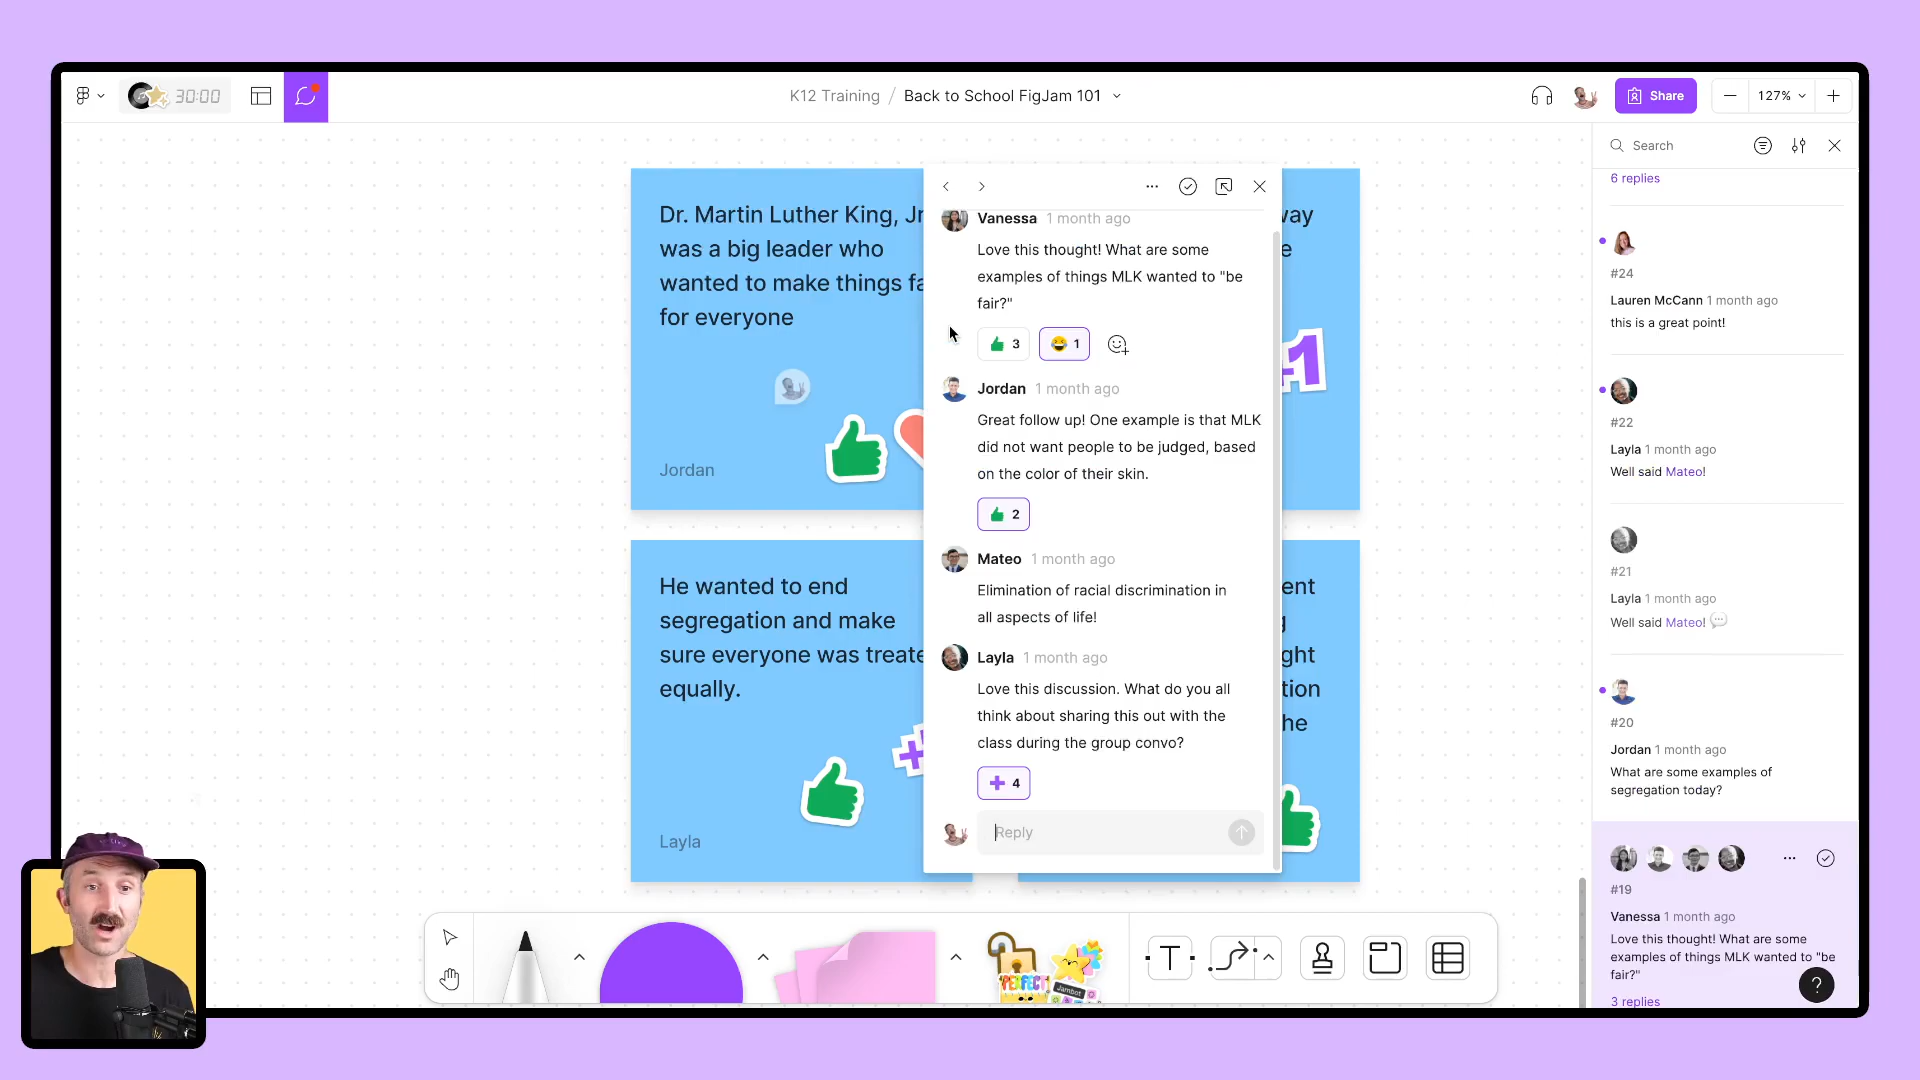 30:00
K12 Training / Back to School FigJam 101
Share
127%
Dr. Martin Luther King, Jr
was a big leader who
wanted to make things fa
for everyone
Jordan
He wanted to end
segregation and make
sure everyone was treate
equally.
Layla
way
e
1
ent
g
ght
tion
he
Vanessa 1 month ago
Love this thought! What are some
examples of things MLK wanted to "be
fair?"
3
1
Jordan 1 month ago
Great follow up! One example is that MLK
did not want people to be judged, based
on the color of their skin.
2
Mateo 1 month ago
Elimination of racial discrimination in
all aspects of life!
Layla 1 month ago
Love this discussion. What do you all
think about sharing this out with the
class during the group convo?
4
Reply
Search
6 replies
#24
Lauren McCann 1 month ago
this is a great point!
#22
Layla 1 month ago
Well said Mateo!
#21
Layla 1 month ago
Well said Mateo!
#20
Jordan 1 month ago
What are some examples of
segregation today?
#19
Vanessa 1 month ago
Love this thought! What are some
examples of things MLK wanted to "be
fair?"
3 replies
?
PERFECT
Jambot
T